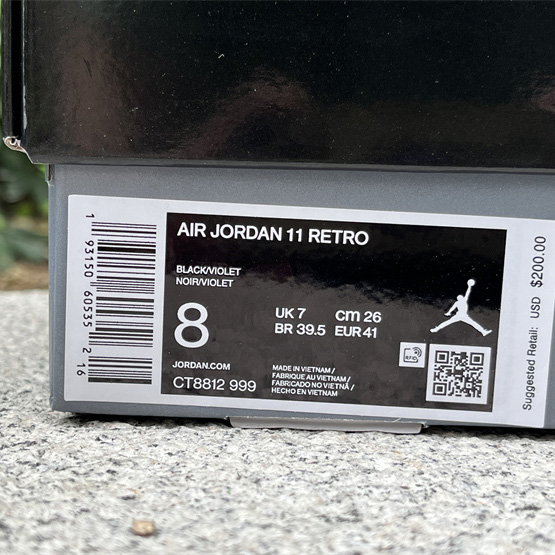 AIR JORDAN 11 RETRO
BLACK/VIOLET
NOIR/VIOLET
8
UK 7 cm 26
BR 39.5 EUR 41
JORDAN.COM
CT8812 999
MADE IN VIETNAM /
FABRIQUE AU VIETNAM /
FABRICADO NO VIETNÃ /
HECHO EN VIETNAM
RFID
1 93150 60535 2 16
Suggested Retail: USD $200.00